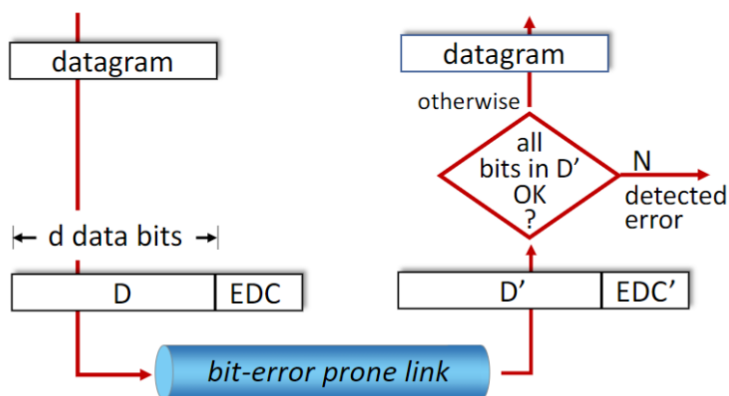 datagram
d data bits
D
EDC
bit-error prone link
datagram
otherwise
all
bits in D’
OK
?
N
detected
error
D’
EDC’